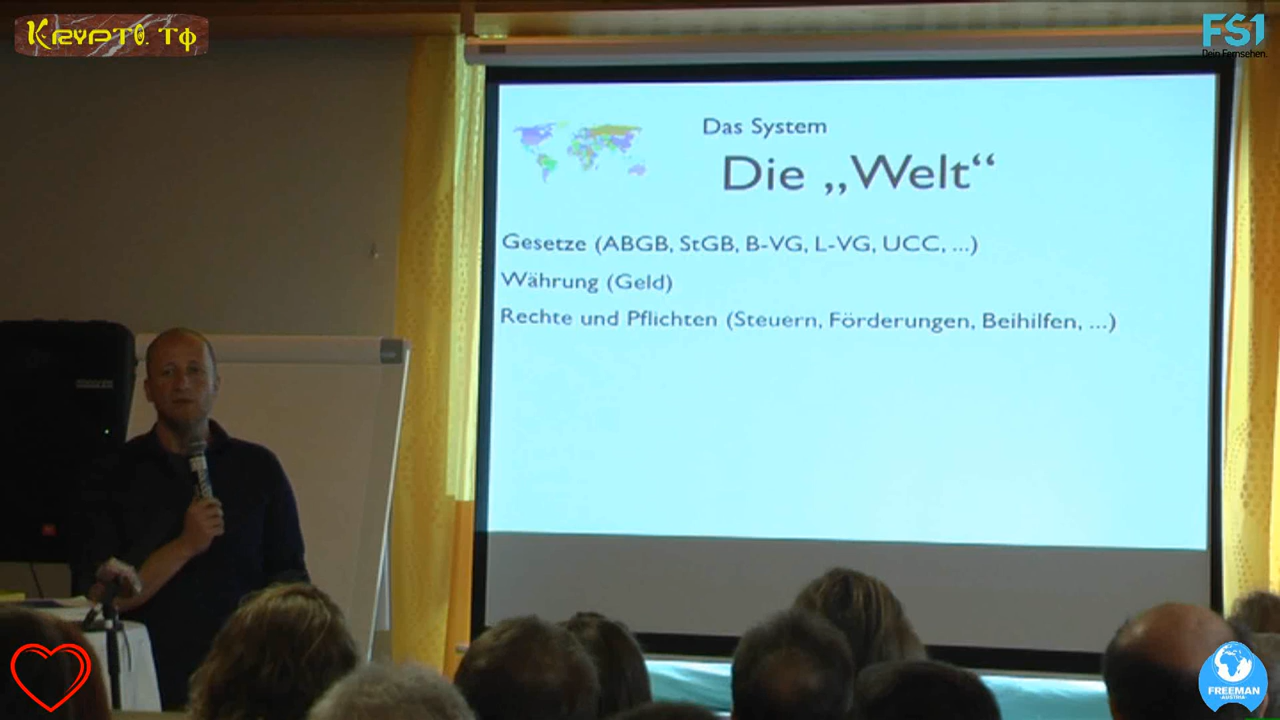 Krypto.TV
FS1
Dein Fernsehen.
Das System
Die „Welt“
Gesetze (ABGB, StGB, B-VG, L-VG, UCC, ...)
Währung (Geld)
Rechte und Pflichten (Steuern, Förderungen, Beihilfen, ...)
FREEMAN
AUSTRIA